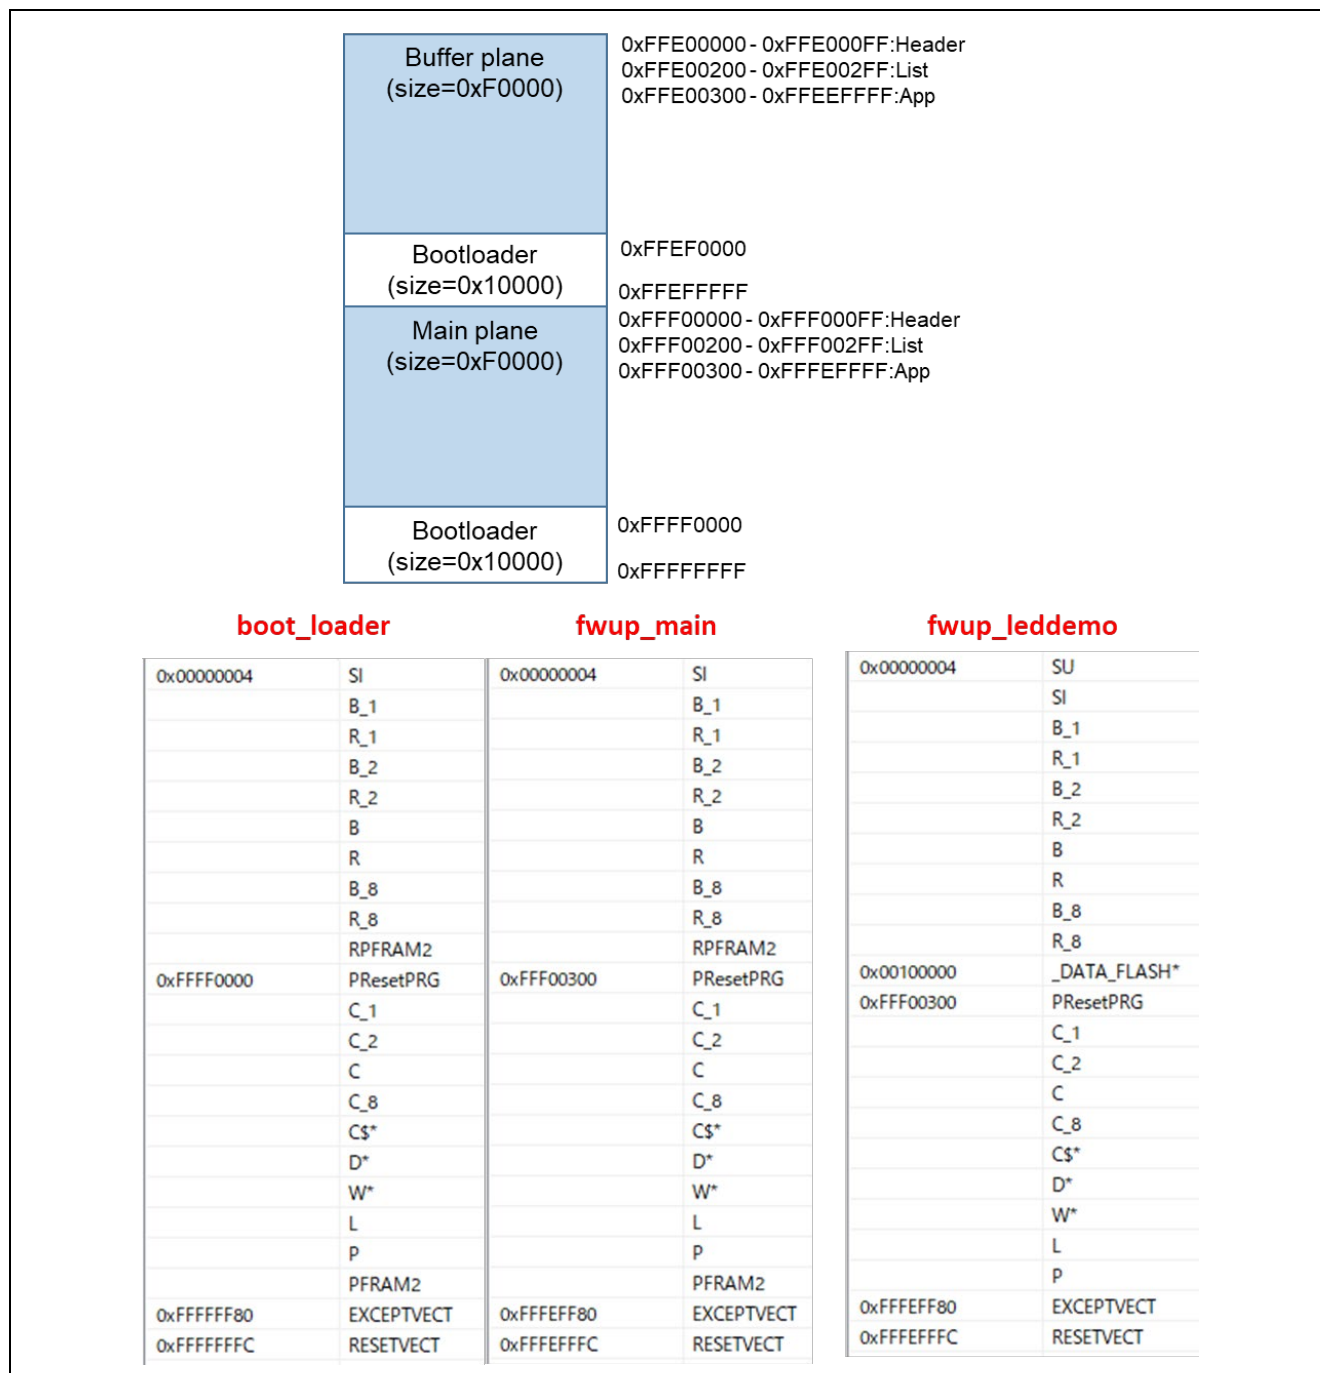 Buffer plane
(size=0xF0000)
0xFFE00000 - 0xFFE000FF:Header
0xFFE00200 - 0xFFE002FF:List
0xFFE00300 - 0xFFEEFFFF:App
Bootloader
(size=0x10000)
0xFFEF0000
0xFFEFFFFF
Main plane
(size=0xF0000)
0xFFF00000 - 0xFFF000FF:Header
0xFFF00200 - 0xFFF002FF:List
0xFFF00300 - 0xFFFEFFFF:App
Bootloader
(size=0x10000)
0xFFFF0000
0xFFFFFFFF
boot_loader
0x00000004 SI
B_1
R_1
B_2
R_2
B
R
B_8
R_8
RPFRAM2
0xFFFF0000 PResetPRG
C_1
C_2
C
C_8
C$*
D*
W*
L
P
PFRAM2
0xFFFFFF80 EXCEPTVECT
0xFFFFFFFC RESETVECT
fwup_main
0x00000004 SI
B_1
R_1
B_2
R_2
B
R
B_8
R_8
RPFRAM2
0xFFF00300 PResetPRG
C_1
C_2
C
C_8
C$*
D*
W*
L
P
PFRAM2
0xFFFEFF80 EXCEPTVECT
0xFFFEFFFC RESETVECT
fwup_leddemo
0x00000004 SU
SI
B_1
R_1
B_2
R_2
B
R
B_8
R_8
0x00100000 _DATA_FLASH*
0xFFF00300 PResetPRG
C_1
C_2
C
C_8
C$*
D*
W*
L
P
0xFFFEFF80 EXCEPTVECT
0xFFFEFFFC RESETVECT